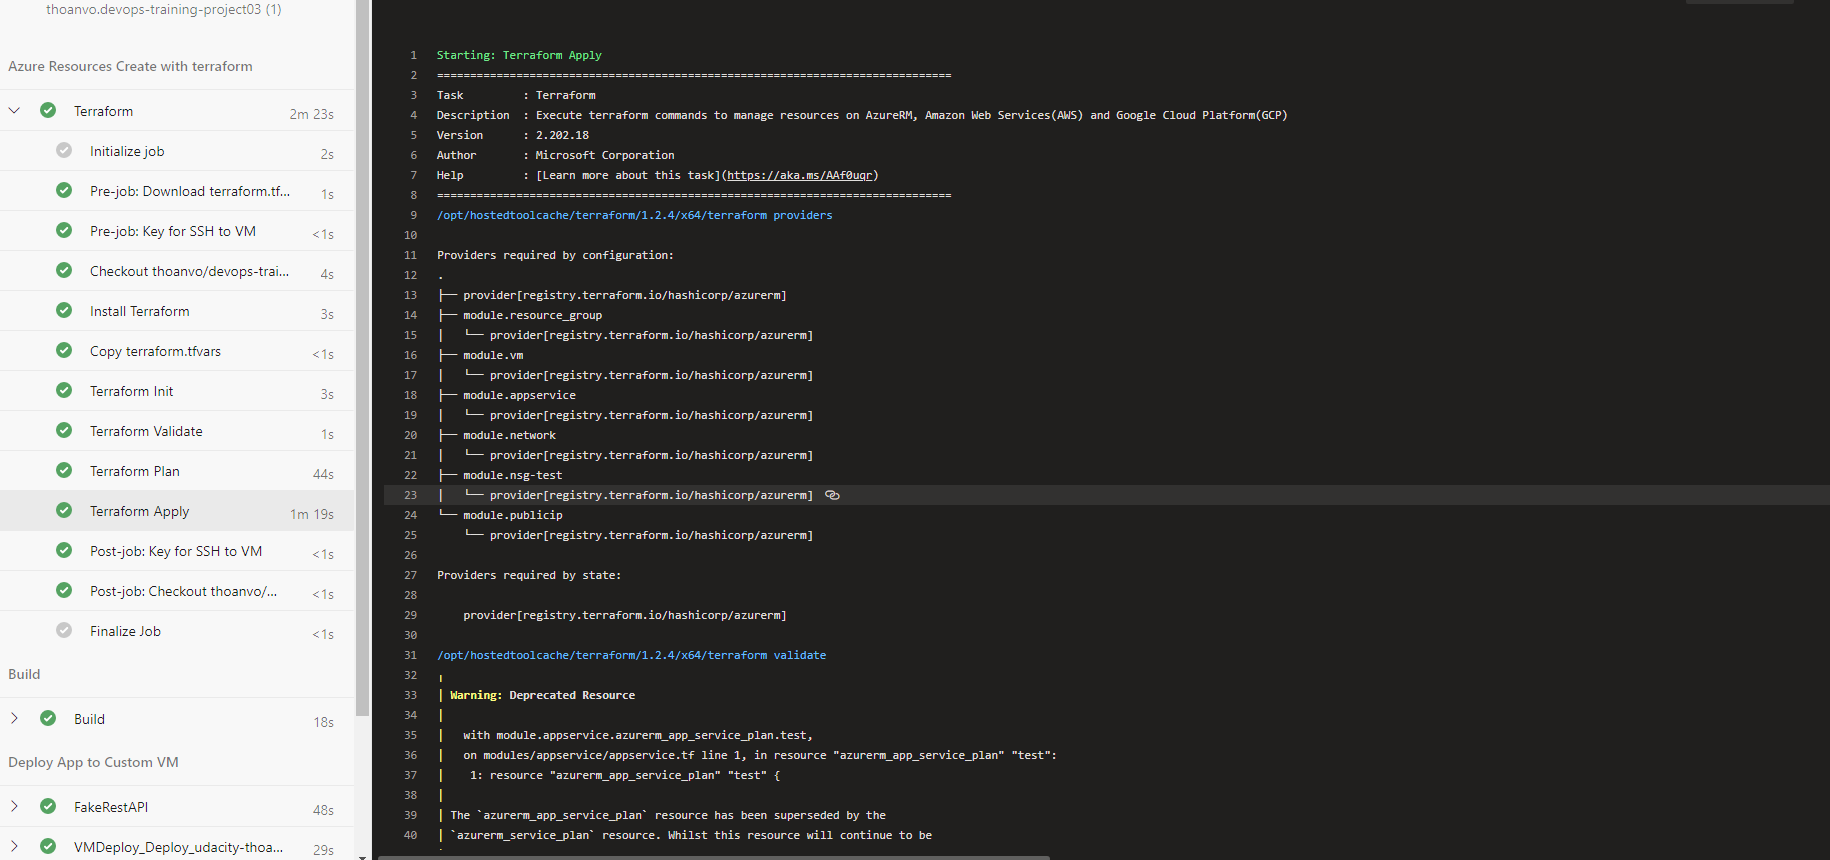 thoanvo.devops-training-project03 (1)
Azure Resources Create with terraform
Terraform 2m 23s
Initialize job 2s
Pre-job: Download terraform.tf... 1s
Pre-job: Key for SSH to VM <1s
Checkout thoanvo/devops-trai... 4s
Install Terraform 3s
Copy terraform.tfvars <1s
Terraform Init 3s
Terraform Validate 1s
Terraform Plan 44s
Terraform Apply 1m 19s
Post-job: Key for SSH to VM <1s
Post-job: Checkout thoanvo/... <1s
Finalize Job <1s
Build
Build 18s
Deploy App to Custom VM
FakeRestAPI 48s
VMDeploy_Deploy_udacity-thoa... 29s
1 Starting: Terraform Apply
2 ==============================================================================
3 Task         : Terraform
4 Description  : Execute terraform commands to manage resources on AzureRM, Amazon Web Services(AWS) and Google Cloud Platform(GCP)
5 Version      : 2.202.18
6 Author       : Microsoft Corporation
7 Help         : [Learn more about this task](https://aka.ms/AAf0uqr)
8 ==============================================================================
9 /opt/hostedtoolcache/terraform/1.2.4/x64/terraform providers
10
11 Providers required by configuration:
12 .
13 ├── provider[registry.terraform.io/hashicorp/azurerm]
14 ├── module.resource_group
15 │   └── provider[registry.terraform.io/hashicorp/azurerm]
16 ├── module.vm
17 │   └── provider[registry.terraform.io/hashicorp/azurerm]
18 ├── module.appservice
19 │   └── provider[registry.terraform.io/hashicorp/azurerm]
20 ├── module.network
21 │   └── provider[registry.terraform.io/hashicorp/azurerm]
22 ├── module.nsg-test
23 │   └── provider[registry.terraform.io/hashicorp/azurerm]
24 └── module.publicip
25     └── provider[registry.terraform.io/hashicorp/azurerm]
26
27 Providers required by state:
28
29     provider[registry.terraform.io/hashicorp/azurerm]
30
31 /opt/hostedtoolcache/terraform/1.2.4/x64/terraform validate
32 ╷
33 │ Warning: Deprecated Resource
34 │
35 │   with module.appservice.azurerm_app_service_plan.test,
36 │   on modules/appservice/appservice.tf line 1, in resource "azurerm_app_service_plan" "test":
37 │    1: resource "azurerm_app_service_plan" "test" {
38 │
39 │ The `azurerm_app_service_plan` resource has been superseded by the
40 │ `azurerm_service_plan` resource. Whilst this resource will continue to be